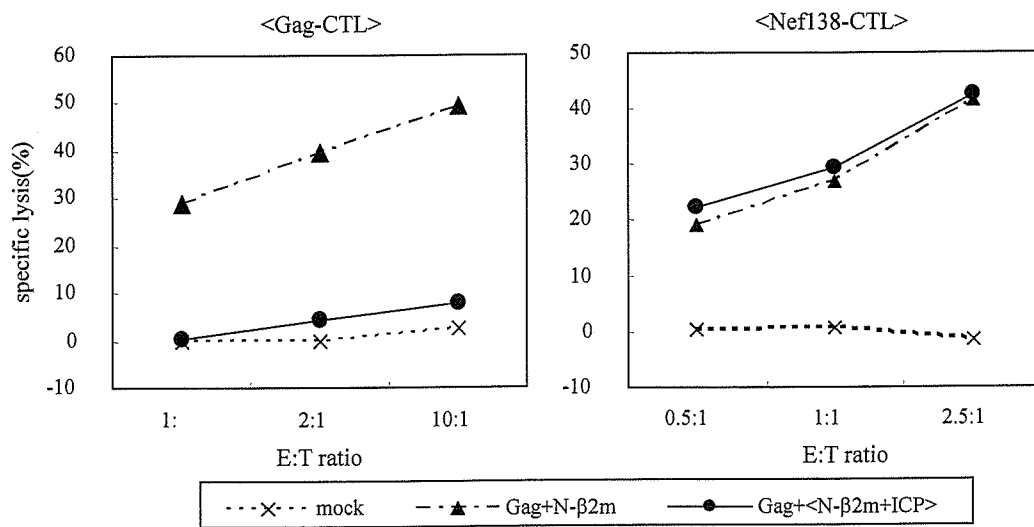 <Gag-CTL>
<Nef138-CTL>
specific lysis(%)
60
50
40
30
20
10
0
-10
1:
2:1
10:1
E:T ratio
50
40
30
20
10
0
-10
0.5:1
1:1
2.5:1
E:T ratio
mock
Gag+N-β2m
Gag+<N-β2m+ICP>